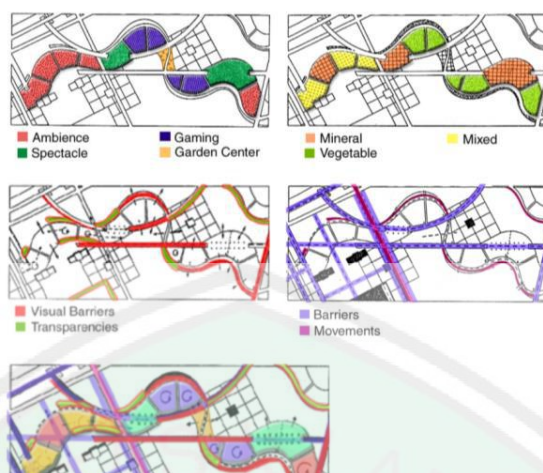 Ambience
Gaming
Spectacle
Garden Center
Mineral
Mixed
Vegetable
Visual Barriers
Transparencies
Barriers
Movements